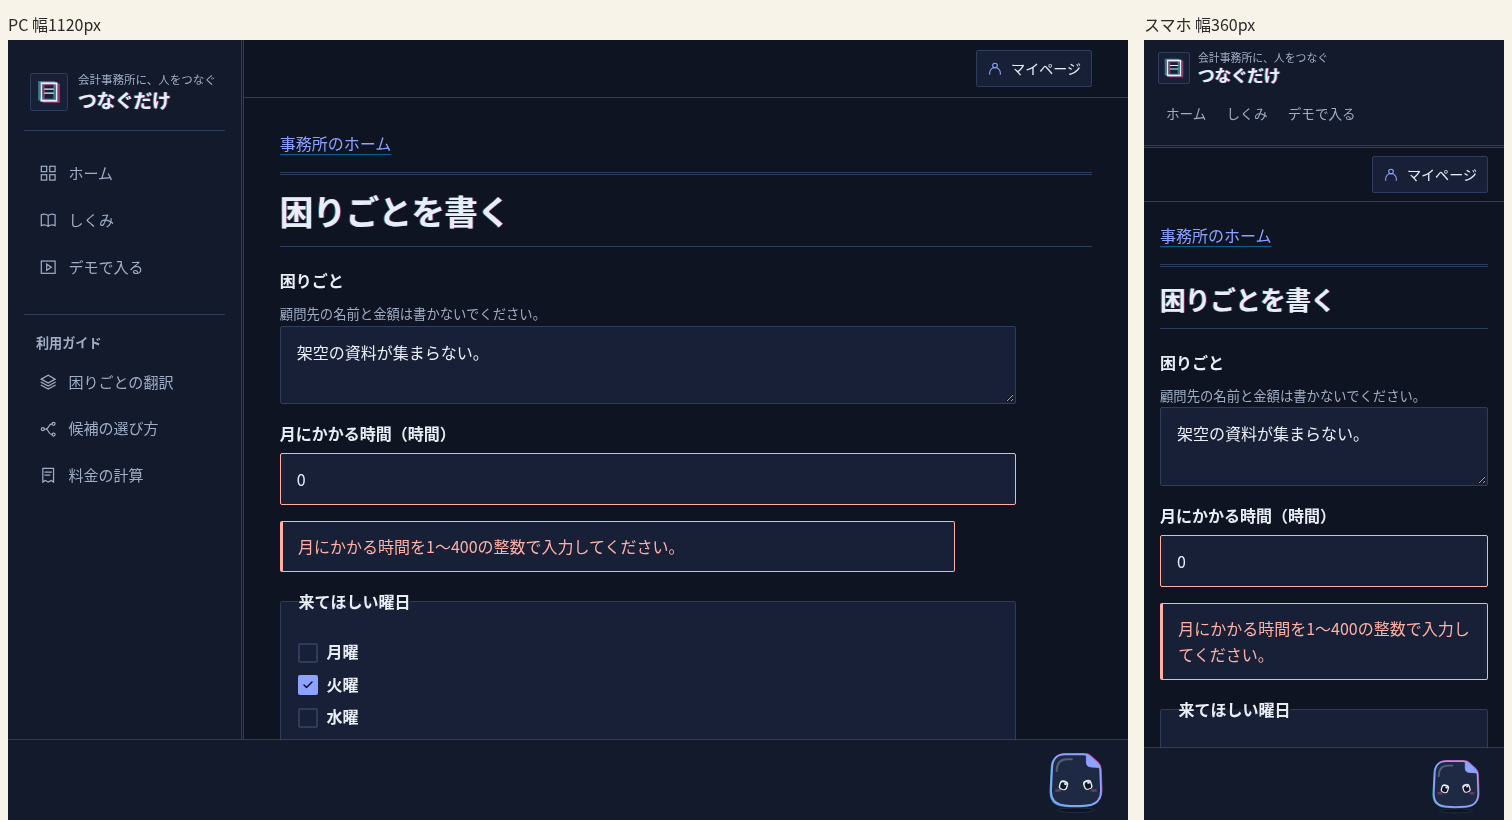 PC 幅1120px
会計事務所に、人をつなぐ
つなぐだけ
ホーム
しくみ
デモで入る
利用ガイド
困りごとの翻訳
候補の選び方
料金の計算
マイページ
事務所のホーム
困りごとを書く
困りごと
顧問先の名前と金額は書かないでください。
架空の資料が集まらない。
月にかかる時間（時間）
0
月にかかる時間を1〜400の整数で入力してください。
来てほしい曜日
月曜
火曜
水曜
スマホ 幅360px
会計事務所に、人をつなぐ
つなぐだけ
ホーム しくみ デモで入る
マイページ
事務所のホーム
困りごとを書く
困りごと
顧問先の名前と金額は書かないでください。
架空の資料が集まらない。
月にかかる時間（時間）
0
月にかかる時間を1〜400の整数で入力し
てください。
来てほしい曜日